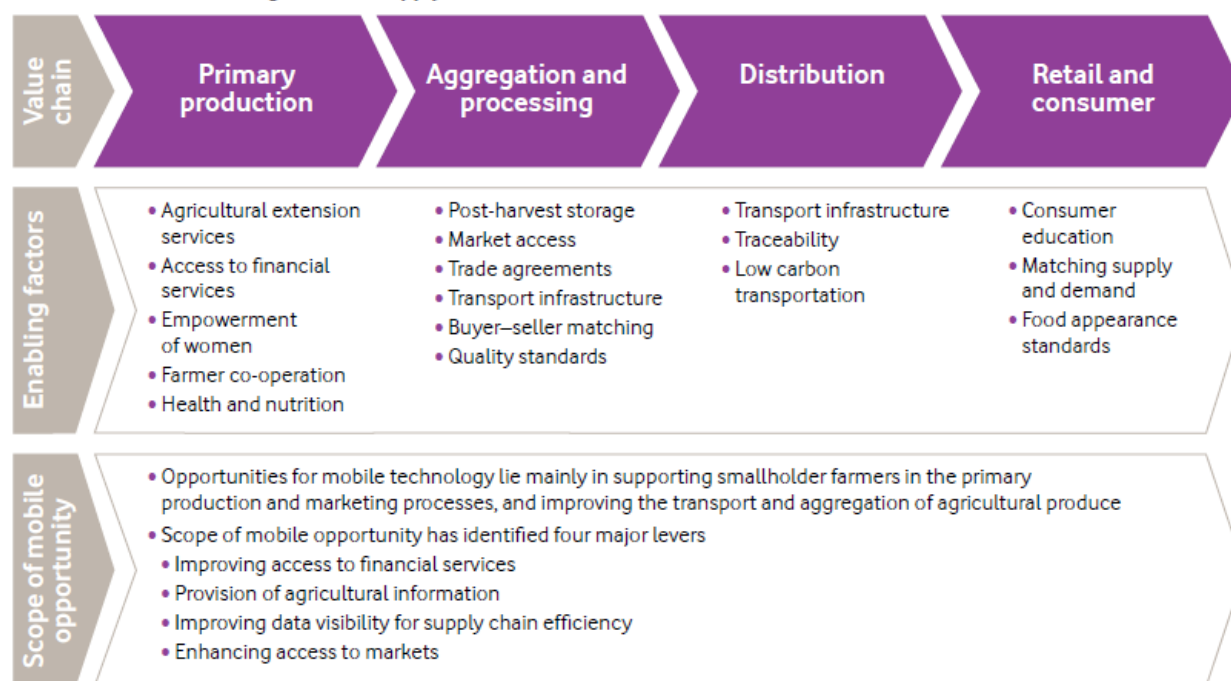 Value
chain
Primary
production
Aggregation and
processing
Distribution
Retail and
consumer
Enabling factors
• Agricultural extension
services
• Access to financial
services
• Empowerment
of women
• Farmer co-operation
• Health and nutrition
• Post-harvest storage
• Market access
• Trade agreements
• Transport infrastructure
• Buyer–seller matching
• Quality standards
• Transport infrastructure
• Traceability
• Low carbon
transportation
• Consumer
education
• Matching supply
and demand
• Food appearance
standards
Scope of mobile
opportunity
• Opportunities for mobile technology lie mainly in supporting smallholder farmers in the primary
production and marketing processes, and improving the transport and aggregation of agricultural produce
• Scope of mobile opportunity has identified four major levers
• Improving access to financial services
• Provision of agricultural information
• Improving data visibility for supply chain efficiency
• Enhancing access to markets